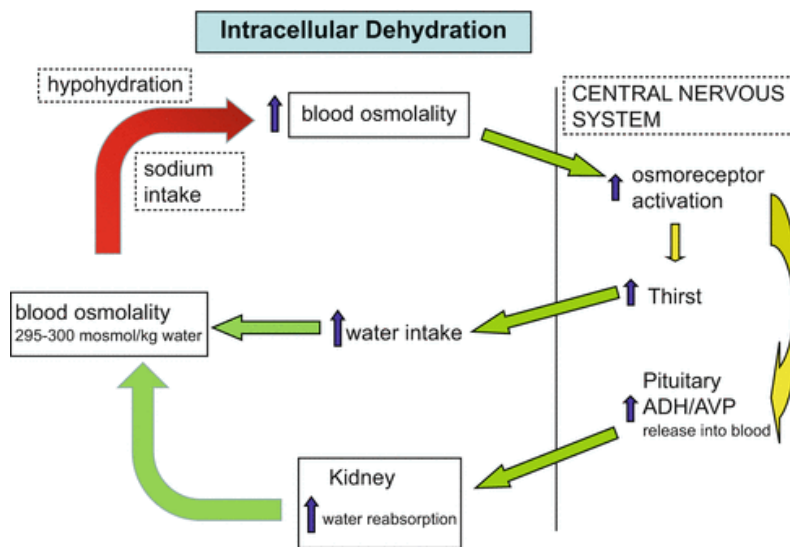 Intracellular Dehydration
hypohydration
blood osmolality
sodium
intake
CENTRAL NERVOUS
SYSTEM
osmoreceptor
activation
Thirst
water intake
blood osmolality
295-300 mosmol/kg water
Pituitary
ADH/AVP
release into blood
Kidney
water reabsorption